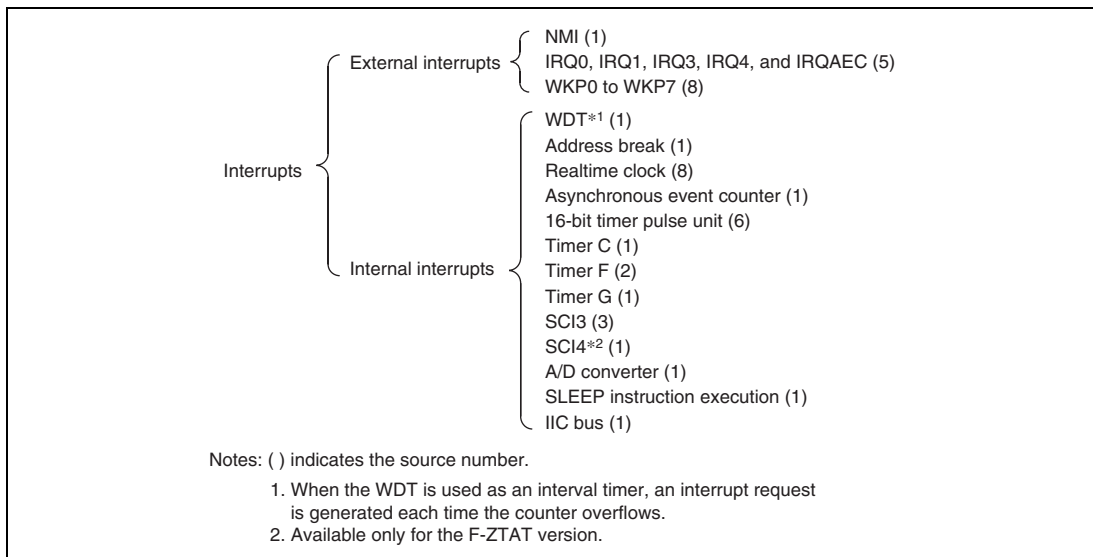 Interrupts
External interrupts
NMI (1)
IRQ0, IRQ1, IRQ3, IRQ4, and IRQAEC (5)
WKP0 to WKP7 (8)
Internal interrupts
WDT*1 (1)
Address break (1)
Realtime clock (8)
Asynchronous event counter (1)
16-bit timer pulse unit (6)
Timer C (1)
Timer F (2)
Timer G (1)
SCI3 (3)
SCI4*2 (1)
A/D converter (1)
SLEEP instruction execution (1)
IIC bus (1)
Notes: ( ) indicates the source number.
1. When the WDT is used as an interval timer, an interrupt request
is generated each time the counter overflows.
2. Available only for the F-ZTAT version.